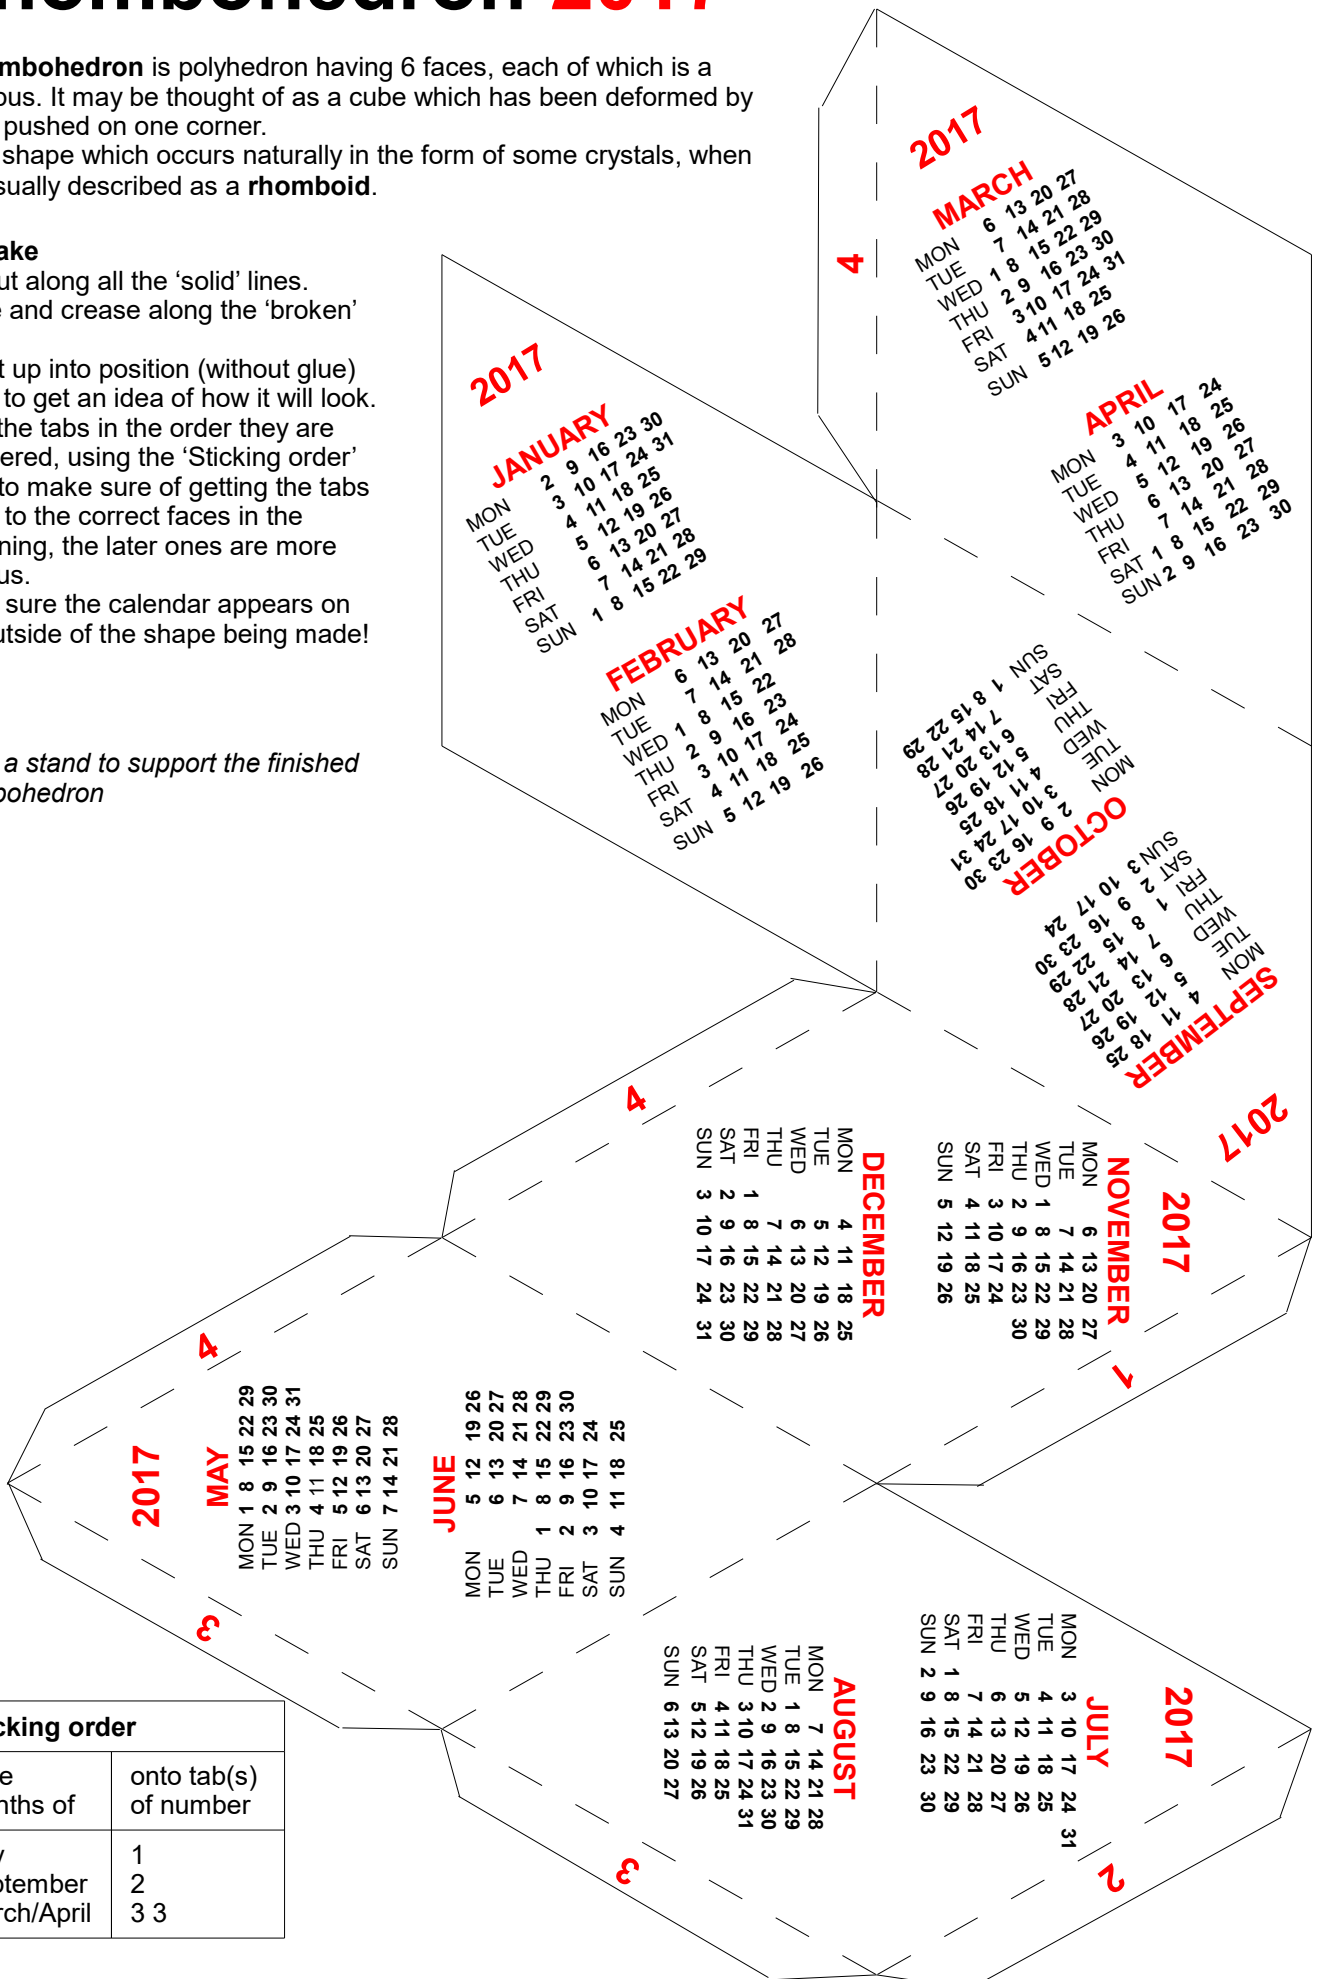 2017
mbohedron is polyhedron having 6 faces, each of which is a
bus. It may be thought of as a cube which has been deformed by
pushed on one corner.
shape which occurs naturally in the form of some crystals, when
sually described as a rhomboid.
ake
ut along all the ‘solid’ lines.
e and crease along the ‘broken’
t up into position (without glue)
to get an idea of how it will look.
the tabs in the order they are
ered, using the ‘Sticking order’
to make sure of getting the tabs
to the correct faces in the
ning, the later ones are more
us.
sure the calendar appears on
utside of the shape being made!
a stand to support the finished
bohedron
2017
MARCH
MON 6 13 20 27
TUE 7 14 21 28
WED 1 8 15 22 29
THU 2 9 16 23 30
FRI 3 10 17 24 31
SAT 4 11 18 25
SUN 5 12 19 26
APRIL
MON 3 10 17 24
TUE 4 11 18 25
WED 5 12 19 26
THU 6 13 20 27
FRI 7 14 21 28
SAT 1 8 15 22 29
SUN 2 9 16 23 30
4
2017
JANUARY
MON 2 9 16 23 30
TUE 3 10 17 24 31
WED 4 11 18 25
THU 5 12 19 26
FRI 6 13 20 27
SAT 7 14 21 28
SUN 1 8 15 22 29
FEBRUARY
MON 6 13 20 27
TUE 7 14 21 28
WED 1 8 15 22
THU 2 9 16 23
FRI 3 10 17 24
SAT 4 11 18 25
SUN 5 12 19 26
2017
SEPTEMBER
MON 4 11 18 25
TUE 5 12 19 26
WED 6 13 20 27
THU 7 14 21 28
FRI 1 8 15 22 29
SAT 2 9 16 23 30
SUN 3 10 17 24
OCTOBER
MON 2 9 16 23 30
TUE 3 10 17 24 31
WED 4 11 18 25
THU 5 12 19 26
FRI 6 13 20 27
SAT 7 14 21 28
SUN 1 8 15 22 29
4
2017
NOVEMBER
MON 6 13 20 27
TUE 7 14 21 28
WED 1 8 15 22 29
THU 2 9 16 23 30
FRI 3 10 17 24
SAT 4 11 18 25
SUN 5 12 19 26
DECEMBER
MON 4 11 18 25
TUE 5 12 19 26
WED 6 13 20 27
THU 7 14 21 28
FRI 1 8 15 22 29
SAT 2 9 16 23 30
SUN 3 10 17 24 31
1
4
2017
MAY
MON 1 8 15 22 29
TUE 2 9 16 23 30
WED 3 10 17 24 31
THU 4 11 18 25
FRI 5 12 19 26
SAT 6 13 20 27
SUN 7 14 21 28
JUNE
MON 5 12 19 26
TUE 6 13 20 27
WED 7 14 21 28
THU 1 8 15 22 29
FRI 2 9 16 23 30
SAT 3 10 17 24
SUN 4 11 18 25
3
2017
JULY
MON 3 10 17 24 31
TUE 4 11 18 25
WED 5 12 19 26
THU 6 13 20 27
FRI 7 14 21 28
SAT 1 8 15 22 29
SUN 2 9 16 23 30
AUGUST
MON 7 14 21 28
TUE 1 8 15 22 29
WED 2 9 16 23 30
THU 3 10 17 24 31
FRI 4 11 18 25
SAT 5 12 19 26
SUN 6 13 20 27
3
2
cking order
e onto tab(s)
nths of of number
y 1
ptember 2
rch/April 3 3